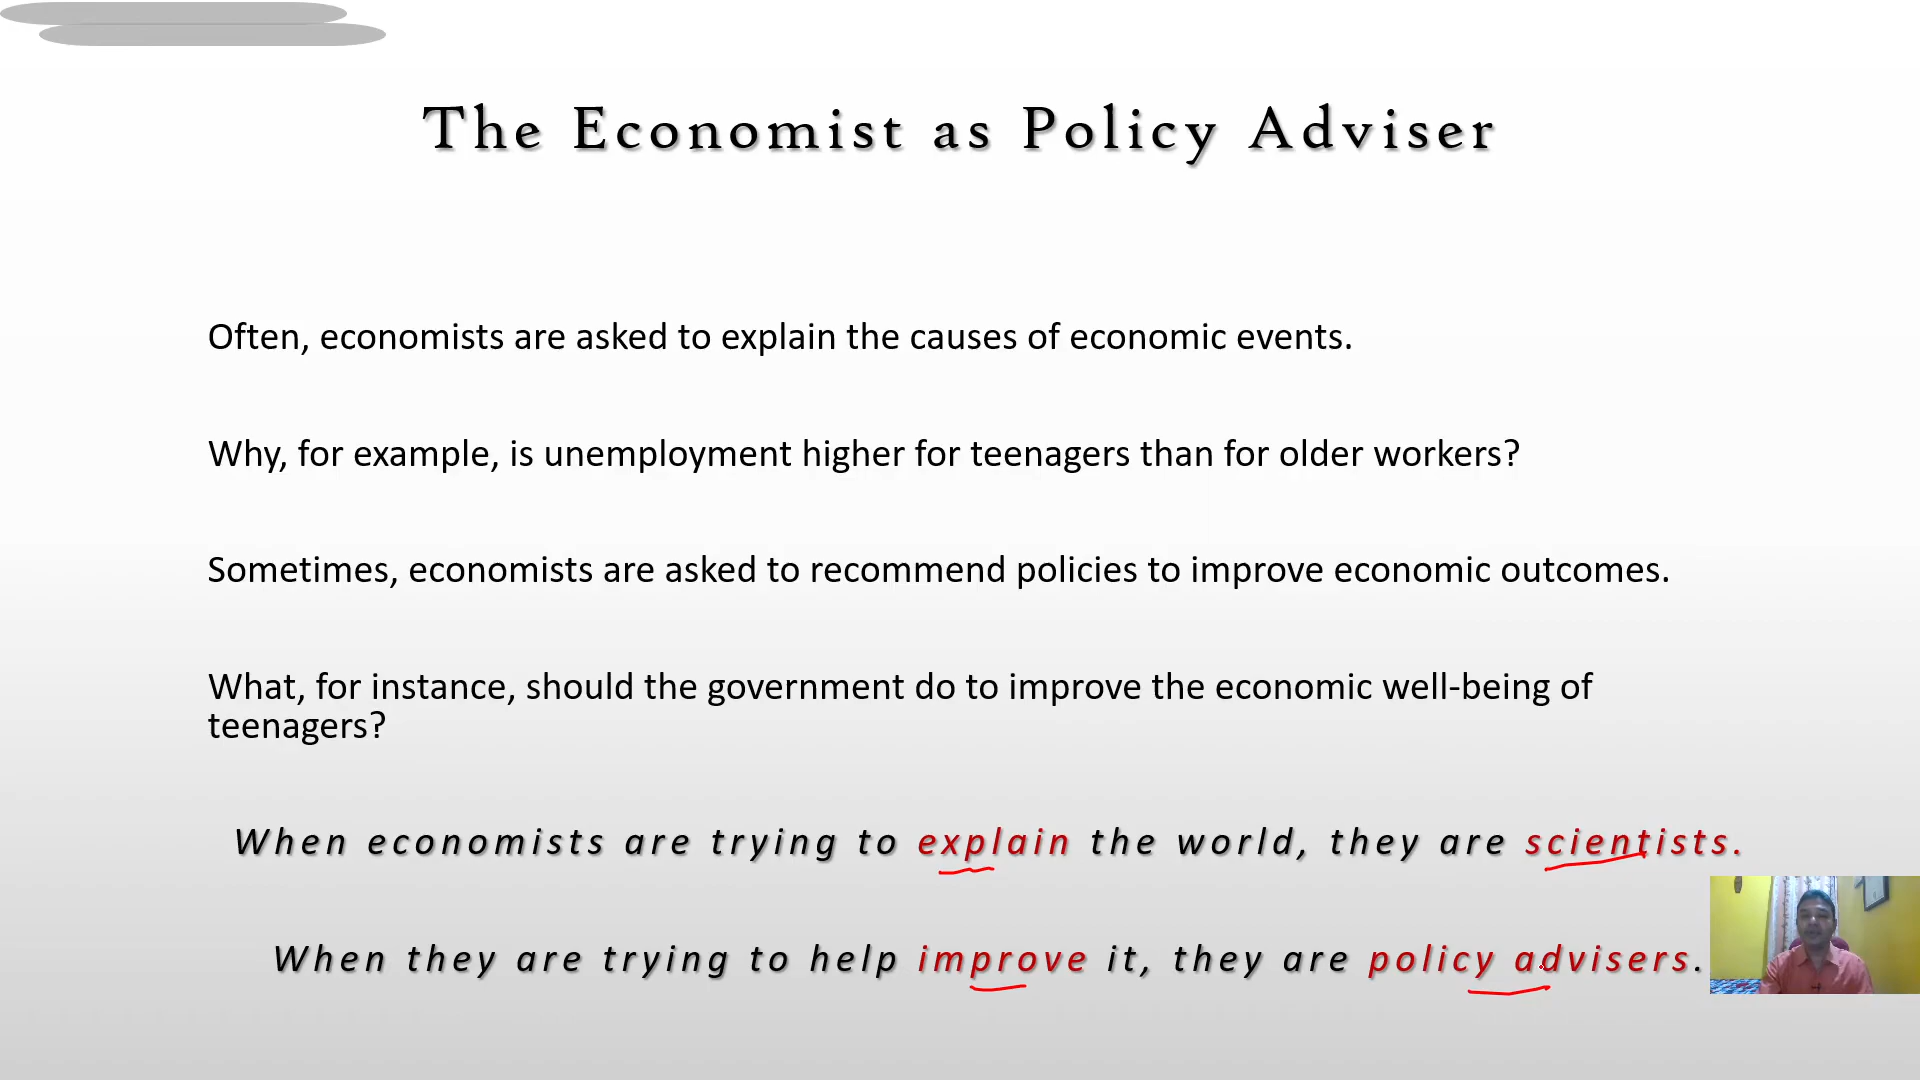 The Economist as Policy Adviser
Often, economists are asked to explain the causes of economic events.
Why, for example, is unemployment higher for teenagers than for older workers?
Sometimes, economists are asked to recommend policies to improve economic outcomes.
What, for instance, should the government do to improve the economic well-being of
teenagers?
When economists are trying to explain the world, they are scientists.
When they are trying to help improve it, they are policy advisers.